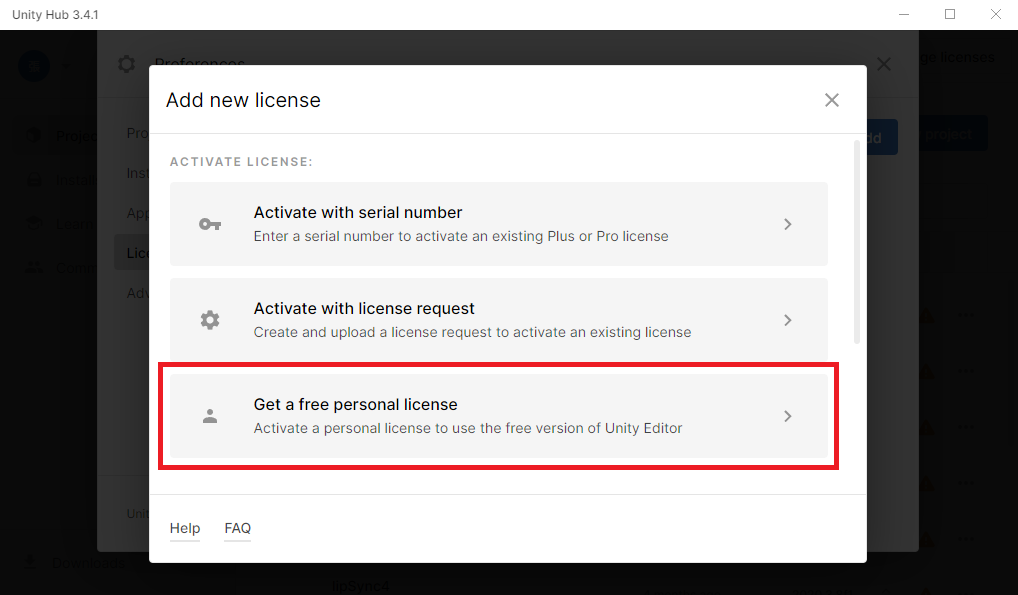 Unity Hub 3.4.1
Preferences
Add new license
ACTIVATE LICENSE:
Activate with serial number
Enter a serial number to activate an existing Plus or Pro license
Activate with license request
Create and upload a license request to activate an existing license
Get a free personal license
Activate a personal license to use the free version of Unity Editor
Help FAQ
Downloads
lipSync4